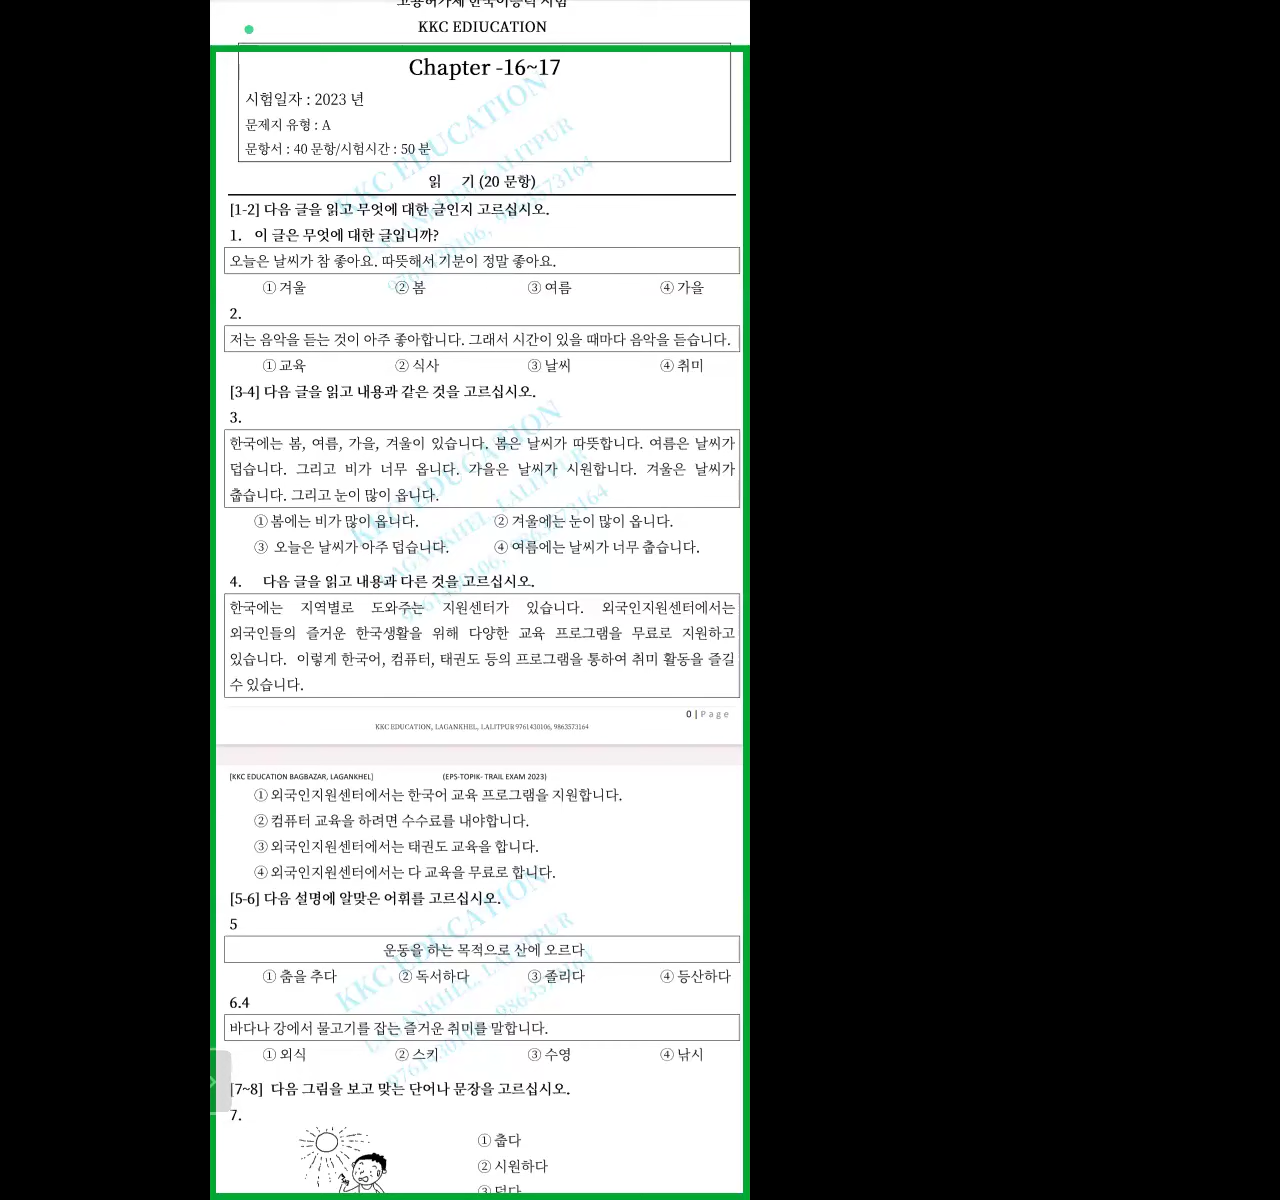 고용허가제 한국어능력 시험
KKC EDIUCATION
Chapter -16~17
시험일자 : 2023 년
문제지 유형 : A
문항서 : 40 문항/시험시간 : 50 분
읽 기 (20 문항)
[1-2] 다음 글을 읽고 무엇에 대한 글인지 고르십시오.
1. 이 글은 무엇에 대한 글입니까?
오늘은 날씨가 참 좋아요. 따뜻해서 기분이 정말 좋아요.
① 겨울 ② 봄 ③ 여름 ④ 가을
2.
저는 음악을 듣는 것이 아주 좋아합니다. 그래서 시간이 있을 때마다 음악을 듣습니다.
① 교육 ② 식사 ③ 날씨 ④ 취미
[3-4] 다음 글을 읽고 내용과 같은 것을 고르십시오.
3.
한국에는 봄, 여름, 가을, 겨울이 있습니다. 봄은 날씨가 따뜻합니다. 여름은 날씨가
덥습니다. 그리고 비가 너무 옵니다. 가을은 날씨가 시원합니다. 겨울은 날씨가
춥습니다. 그리고 눈이 많이 옵니다.
① 봄에는 비가 많이 옵니다. ② 겨울에는 눈이 많이 옵니다.
③ 오늘은 날씨가 아주 덥습니다. ④ 여름에는 날씨가 너무 춥습니다.
4. 다음 글을 읽고 내용과 다른 것을 고르십시오.
한국에는 지역별로 도와주는 지원센터가 있습니다. 외국인지원센터에서는
외국인들의 즐거운 한국생활을 위해 다양한 교육 프로그램을 무료로 지원하고
있습니다. 이렇게 한국어, 컴퓨터, 태권도 등의 프로그램을 통하여 취미 활동을 즐길
수 있습니다.
0 | Page
KKC EDUCATION, LAGANKHEL, LALITPUR 9761430106, 9863573164
[KKC EDUCATION BAGBAZAR, LAGANKHEL] (EPS-TOPIK- TRAIL EXAM 2023)
① 외국인지원센터에서는 한국어 교육 프로그램을 지원합니다.
② 컴퓨터 교육을 하려면 수수료를 내야합니다.
③ 외국인지원센터에서는 태권도 교육을 합니다.
④ 외국인지원센터에서는 다 교육을 무료로 합니다.
[5-6] 다음 설명에 알맞은 어휘를 고르십시오.
5
운동을 하는 목적으로 산에 오르다
① 춤을 추다 ② 독서하다 ③ 졸리다 ④ 등산하다
6.4
바다나 강에서 물고기를 잡는 즐거운 취미를 말합니다.
① 외식 ② 스키 ③ 수영 ④ 낚시
[7~8] 다음 그림을 보고 맞는 단어나 문장을 고르십시오.
7.
① 춥다
② 시원하다
③ 덥다
KKC EDUCATION
LAGANKHEL, LALITPUR
9761430106, 9863573164
KKC EDUCATION
LAGANKHEL, LALITPUR
9761430106, 9863573164
KKC EDUCATION
LAGANKHEL, LALITPUR
9761430106, 9863573164